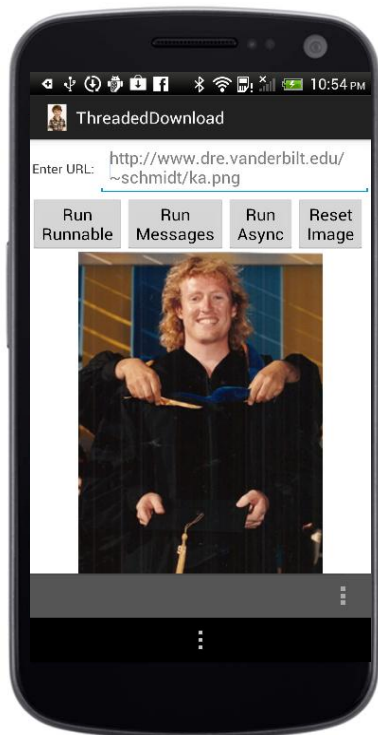 10:54 PM
ThreadedDownload
Enter URL:
http://www.dre.vanderbilt.edu/
~schmidt/ka.png
Run
Runnable
Run
Messages
Run
Async
Reset
Image